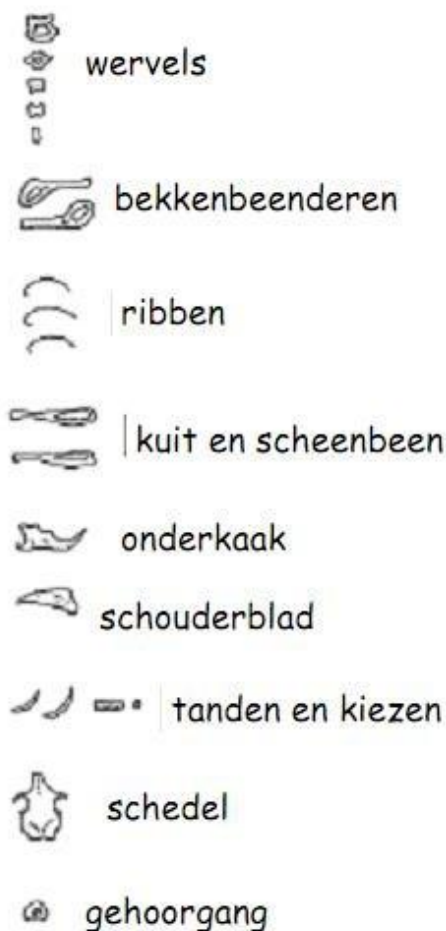 wervels
bekkenbeenderen
ribben
kuit en scheenbeen
onderkaak
schouderblad
tanden en kiezen
schedel
gehoorgang